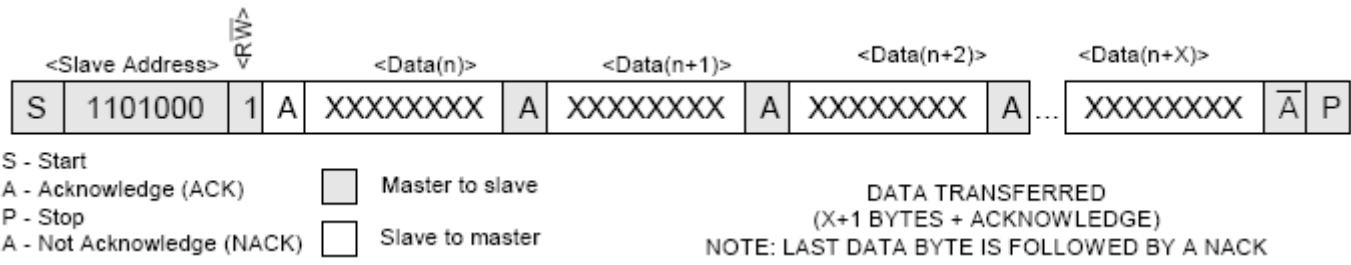 <R͞W͞>
<Slave Address> <Data(n)> <Data(n+1)> <Data(n+2)> <Data(n+X)>
S 1101000 1 A XXXXXXXX A XXXXXXXX A XXXXXXXX A ... XXXXXXXX A̅ P
S - Start
A - Acknowledge (ACK)
P - Stop
A - Not Acknowledge (NACK)
Master to slave
Slave to master
DATA TRANSFERRED
(X+1 BYTES + ACKNOWLEDGE)
NOTE: LAST DATA BYTE IS FOLLOWED BY A NACK